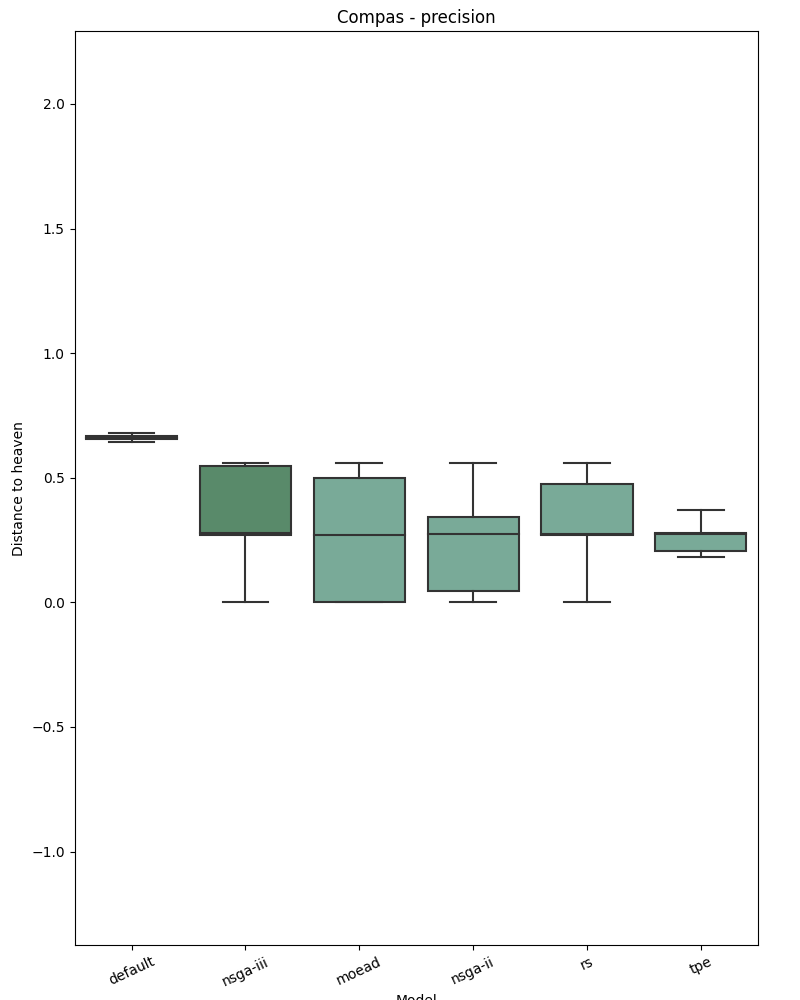 Compas - precision
2.0
1.5
1.0
0.5
0.0
−0.5
−1.0
Distance to heaven
default
nsga-iii
moead
nsga-ii
rs
tpe
Model